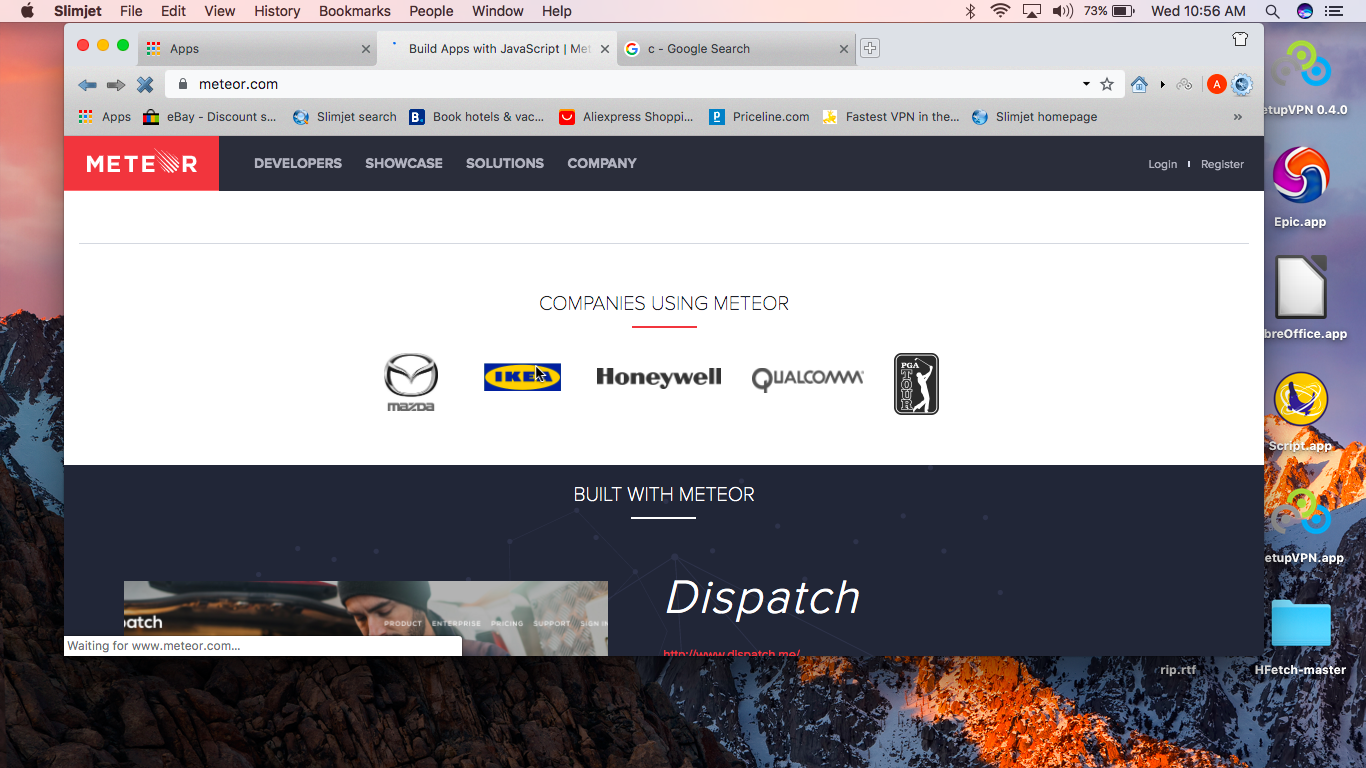 Slimjet File Edit View History Bookmarks People Window Help 73% Wed 10:56 AM
Apps Build Apps with JavaScript | Met c - Google Search
meteor.com A
Apps eBay - Discount s... Slimjet search B. Book hotels & vac... Aliexpress Shoppi... Priceline.com Fastest VPN in the... Slimjet homepage »
METEOR DEVELOPERS SHOWCASE SOLUTIONS COMPANY Login Register
COMPANIES USING METEOR
mazda IKEA Honeywell QUALCOMM PGA TOUR
BUILT WITH METEOR
Dispatch
patch PRODUCT ENTERPRISE PRICING SUPPORT SIGN IN
http://www.dispatch.me/
Waiting for www.meteor.com...
etupVPN 0.4.0
Epic.app
breOffice.app
Script.app
etupVPN.app
rip.rtf HFetch-master